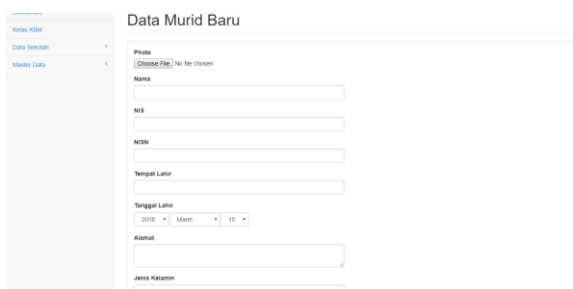 Data Murid Baru
Kelas KBM
Data Sekolah
Master Data
Photo
Choose File No file chosen
Nama
NIS
NISN
Tempat Lahir
Tanggal Lahir
2018 Maret 15
Alamat
Jenis Kelamin